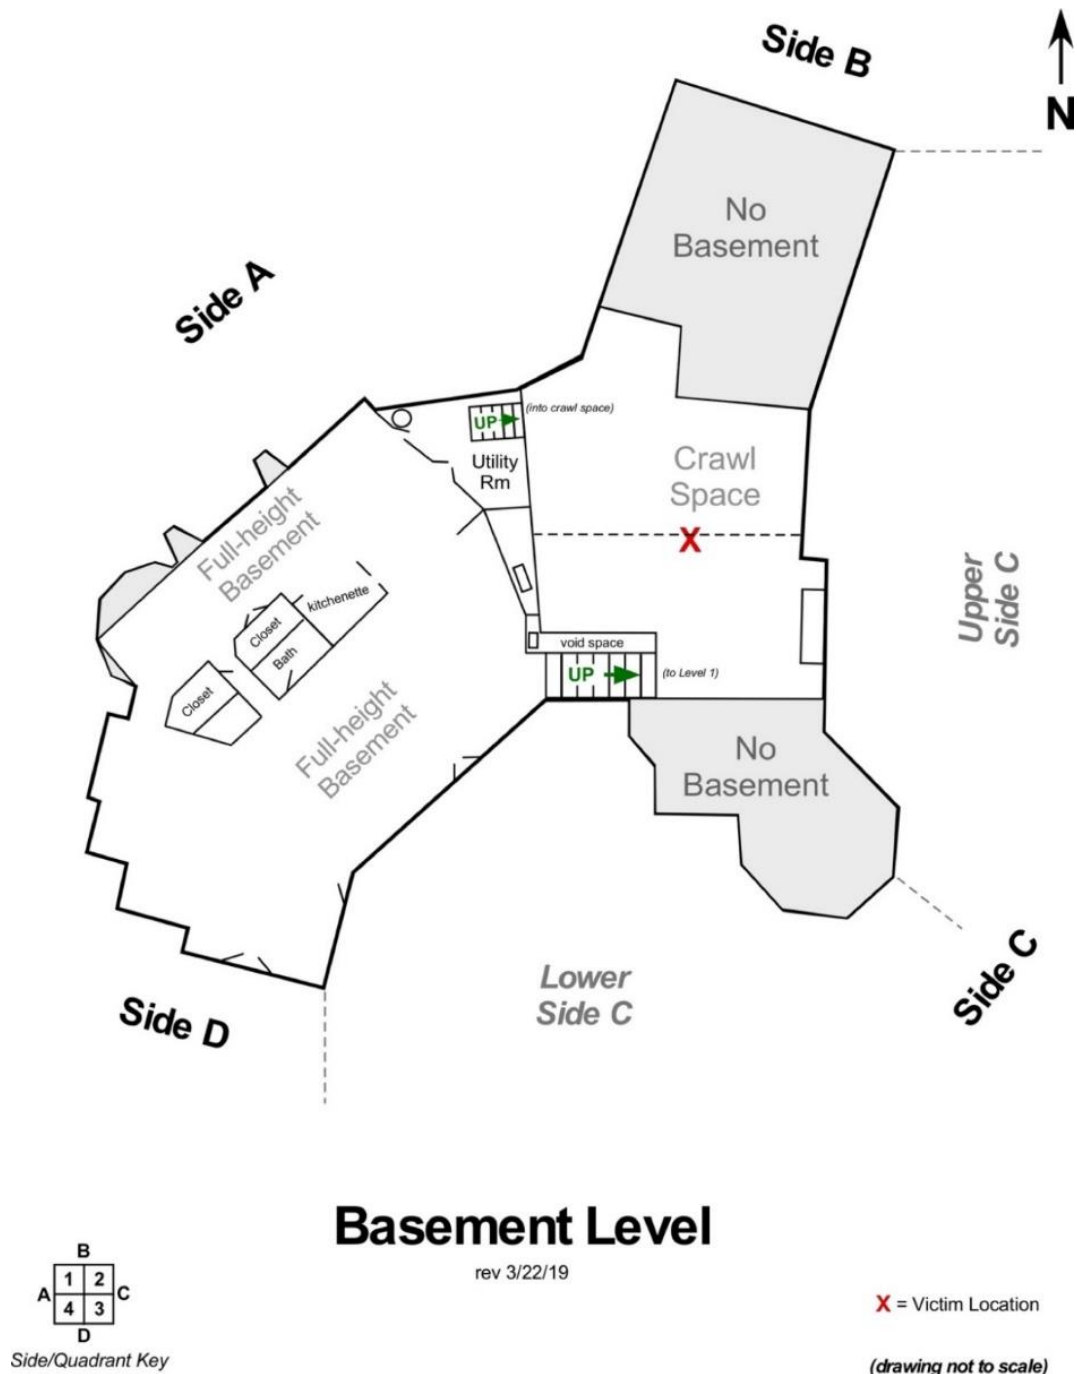 Side B
N
No
Basement
Side A
(into crawl space)
UP
Utility
Rm
Crawl
Space
X
Full-height
Basement
kitchenette
Closet
Bath
Closet
void space
UP
(to Level 1)
Upper
Side C
Full-height
Basement
No
Basement
Lower
Side C
Side C
Side D
Basement Level
rev 3/22/19
B
1 2
A C
4 3
D
Side/Quadrant Key
X = Victim Location
(drawing not to scale)